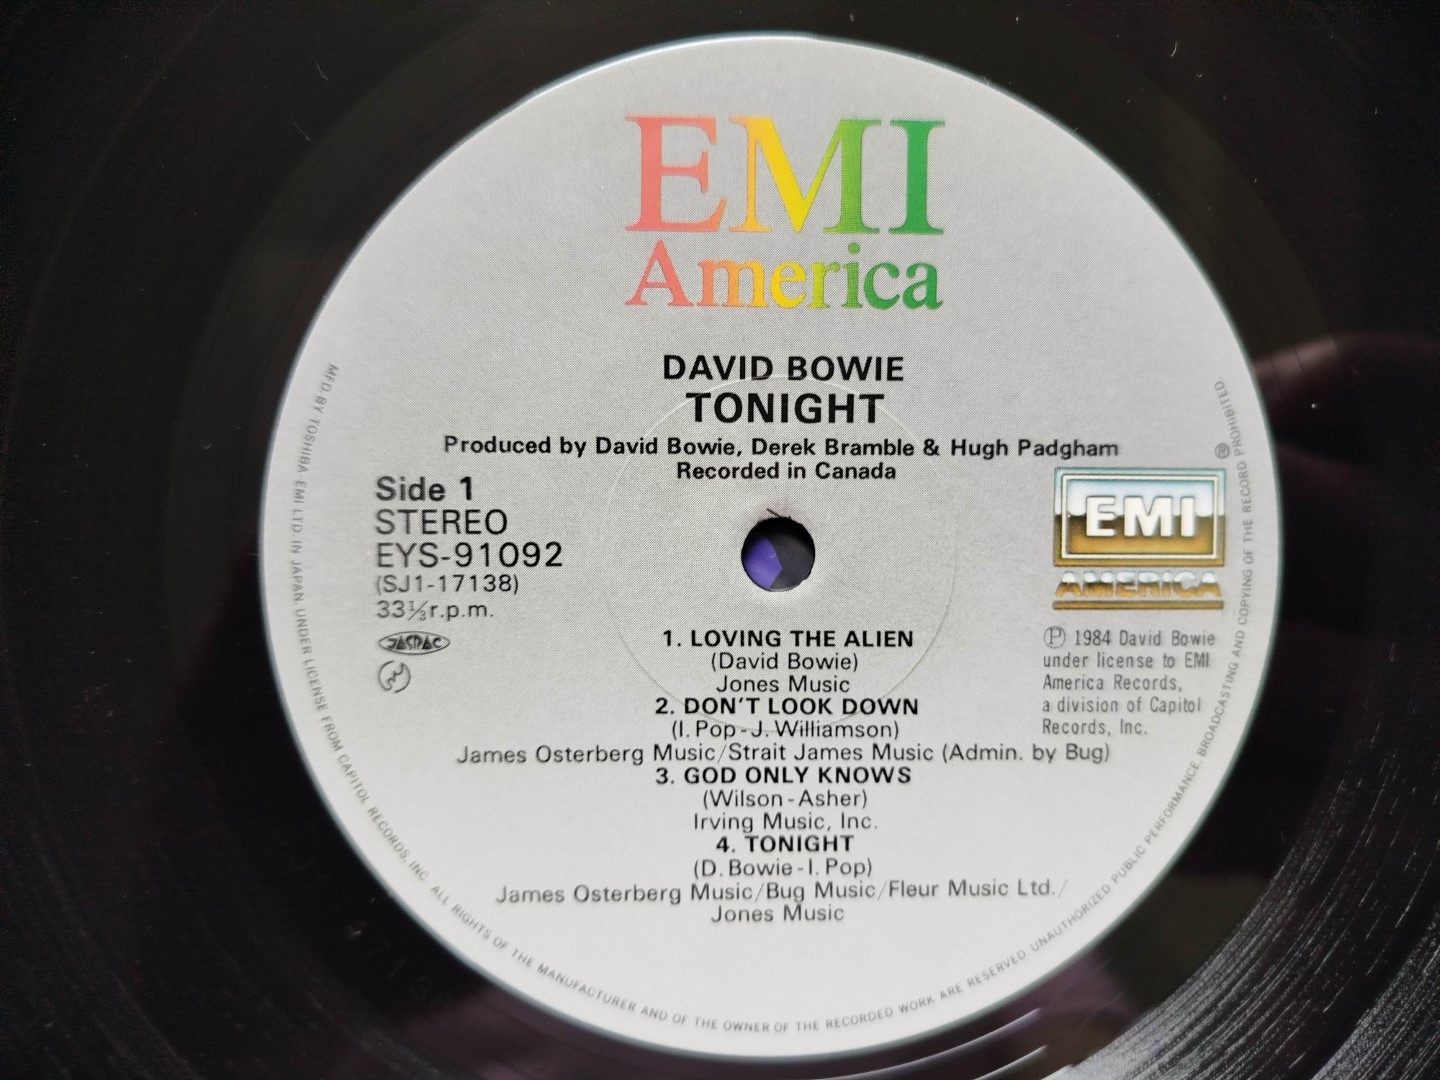 EMI
America
DAVID BOWIE
TONIGHT
Produced by David Bowie, Derek Bramble & Hugh Padgham
Recorded in Canada
Side 1
STEREO
EYS-91092
(SJ1-17138)
33⅓r.p.m.
JASRAC
EMI
AMERICA
Ⓟ 1984 David Bowie
under license to EMI
America Records,
a division of Capitol
Records, Inc.
1. LOVING THE ALIEN
(David Bowie)
Jones Music
2. DON'T LOOK DOWN
(I. Pop-J. Williamson)
James Osterberg Music/Strait James Music (Admin. by Bug)
3. GOD ONLY KNOWS
(Wilson-Asher)
Irving Music, Inc.
4. TONIGHT
(D. Bowie-I. Pop)
James Osterberg Music/Bug Music/Fleur Music Ltd./
Jones Music
MFD. BY TOSHIBA-EMI LTD. IN JAPAN UNDER LICENSE FROM CAPITOL RECORDS, INC. ALL RIGHTS OF THE MANUFACTURER AND OF THE OWNER OF THE RECORDED WORK ARE RESERVED. UNAUTHORIZED PUBLIC PERFORMANCE, BROADCASTING AND COPYING OF THE RECORD PROHIBITED. Ⓡ